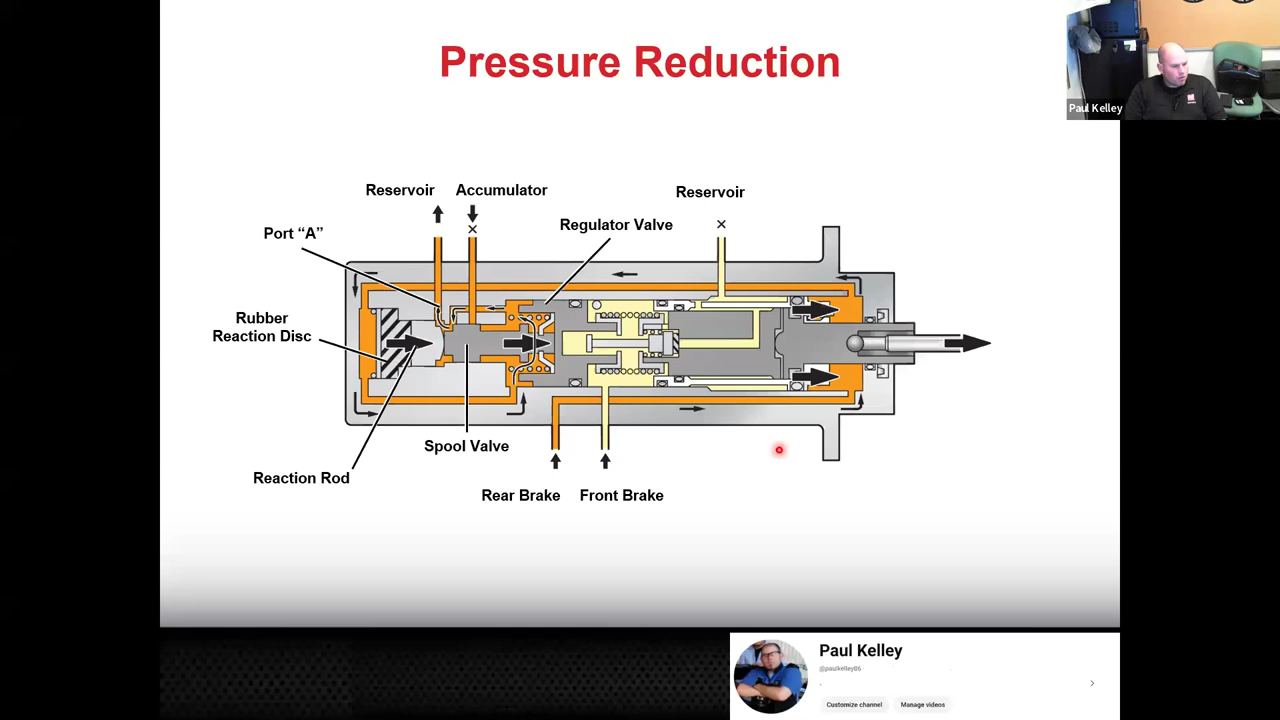 Pressure Reduction
Paul Kelley
Reservoir
Accumulator
Reservoir
Port “A”
Regulator Valve
Rubber
Reaction Disc
Spool Valve
Reaction Rod
Rear Brake
Front Brake
Paul Kelley
@paulkelley86
Customize channel
Manage videos